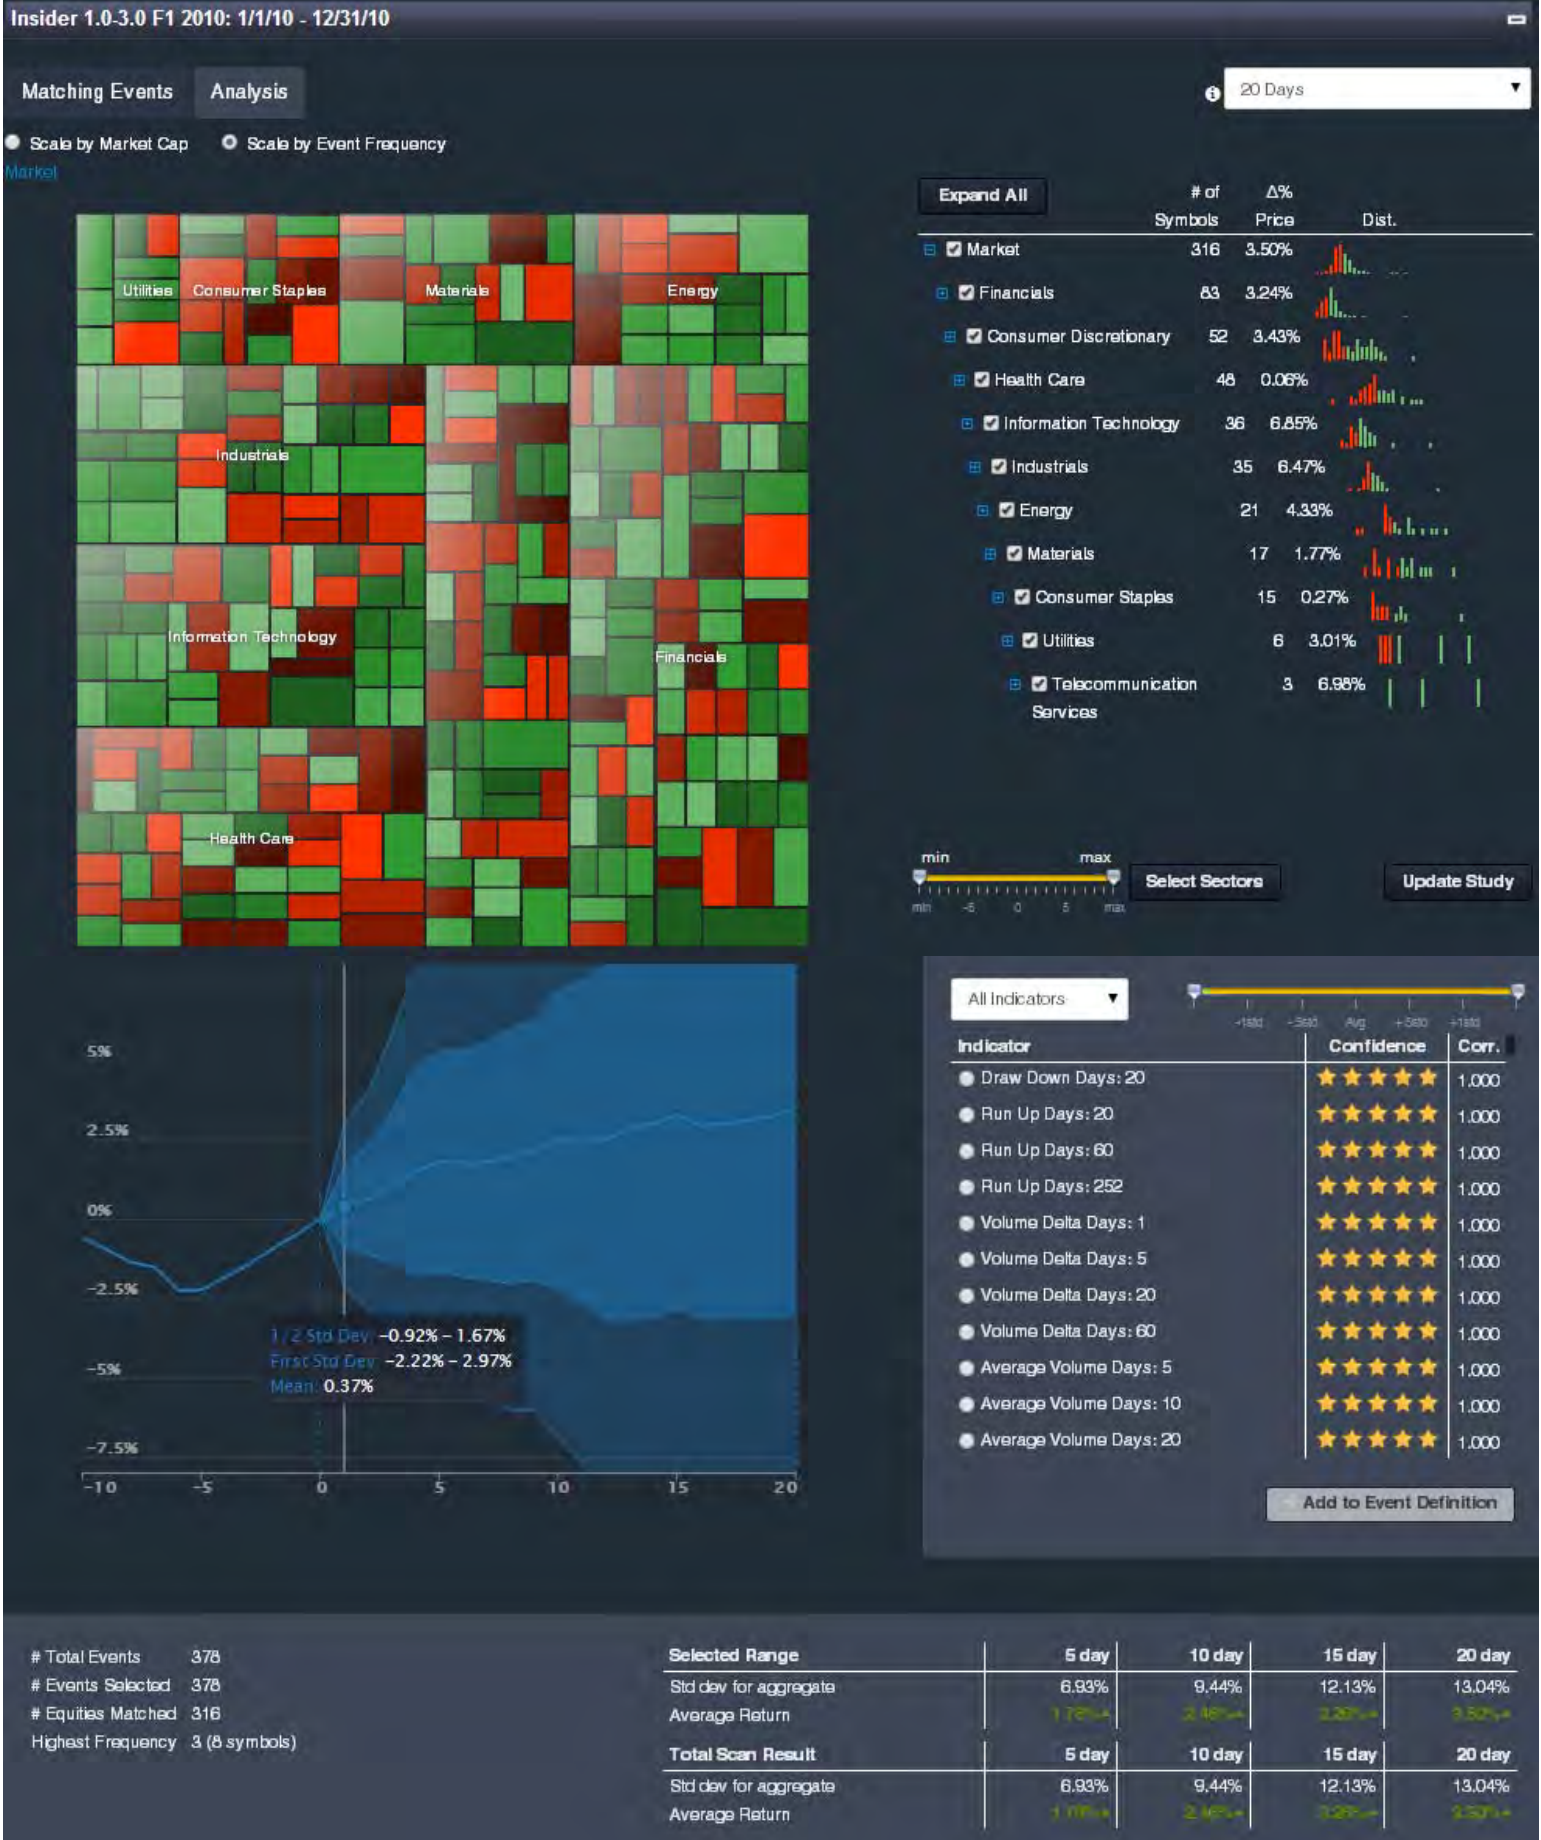 Insider 1.0-3.0 F1 2010: 1/1/10 - 12/31/10
Matching Events Analysis
20 Days
Scale by Market Cap Scale by Event Frequency
Market
Expand All # of Symbols Δ% Price Dist.
Market 316 3.50%
Financials 83 3.24%
Consumer Discretionary 52 3.43%
Health Care 48 0.06%
Information Technology 36 6.85%
Industrials 35 6.47%
Energy 21 4.33%
Materials 17 1.77%
Consumer Staples 15 0.27%
Utilities 6 3.01%
Telecommunication Services 3 6.98%
Utilities Consumer Staples Materials Energy
Industrials
Information Technology
Financials
Health Care
min max
min -5 0 5 max
Select Sectors Update Study
5%
2.5%
0%
-2.5%
-5%
-7.5%
-10 -5 0 5 10 15 20
1/2 Std Dev: -0.92% - 1.67%
First Std Dev: -2.22% - 2.97%
Mean: 0.37%
All Indicators
-1std -.5std Avg +.5std +1std
Indicator Confidence Corr.
Draw Down Days: 20 1.000
Run Up Days: 20 1.000
Run Up Days: 60 1.000
Run Up Days: 252 1.000
Volume Delta Days: 1 1.000
Volume Delta Days: 5 1.000
Volume Delta Days: 20 1.000
Volume Delta Days: 60 1.000
Average Volume Days: 5 1.000
Average Volume Days: 10 1.000
Average Volume Days: 20 1.000
Add to Event Definition
# Total Events 378
# Events Selected 378
# Equities Matched 316
Highest Frequency 3 (8 symbols)
Selected Range 5 day 10 day 15 day 20 day
Std dev for aggregate 6.93% 9.44% 12.13% 13.04%
Average Return
Total Scan Result 5 day 10 day 15 day 20 day
Std dev for aggregate 6.93% 9.44% 12.13% 13.04%
Average Return